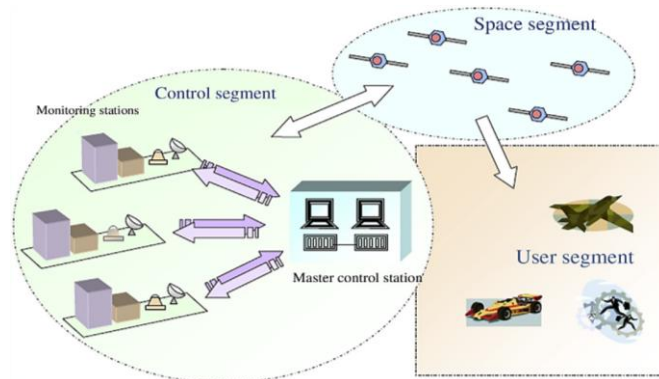 Space segment
Control segment
Monitoring stations
Master control station
User segment